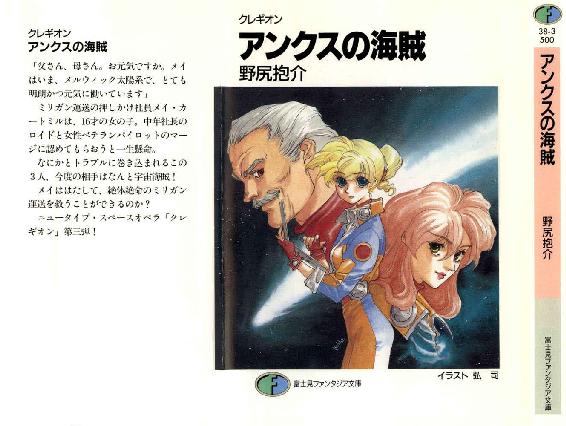 クレギオン
アンクスの海賊
「父さん、母さん。お元気ですか。メイ
はいま、メルウィック太陽系で、とても
明朗かつ元気に働いています」
ミリガン運送の押しかけ社長メイ・カ
ートミルは、16才の女の子。中年社長の
ロイドと女性ベテランパイロットのマー
ジに認めてもらおうと一生懸命。
なにかとトラブルに巻き込まれるこの
3人、今度の相手はなんと宇宙海賊！
メイははたして、絶体絶命のミリガン
運送を救うことができるのか？
ニュータイプ・スペースオペラ「クレ
ギオン」第三弾！
クレギオン
アンクスの海賊
野尻抱介
イラスト 弘 司
F
富士見ファンタジア文庫
F
38-3
500
アンクスの海賊
野尻抱介
富士見ファンタジア文庫